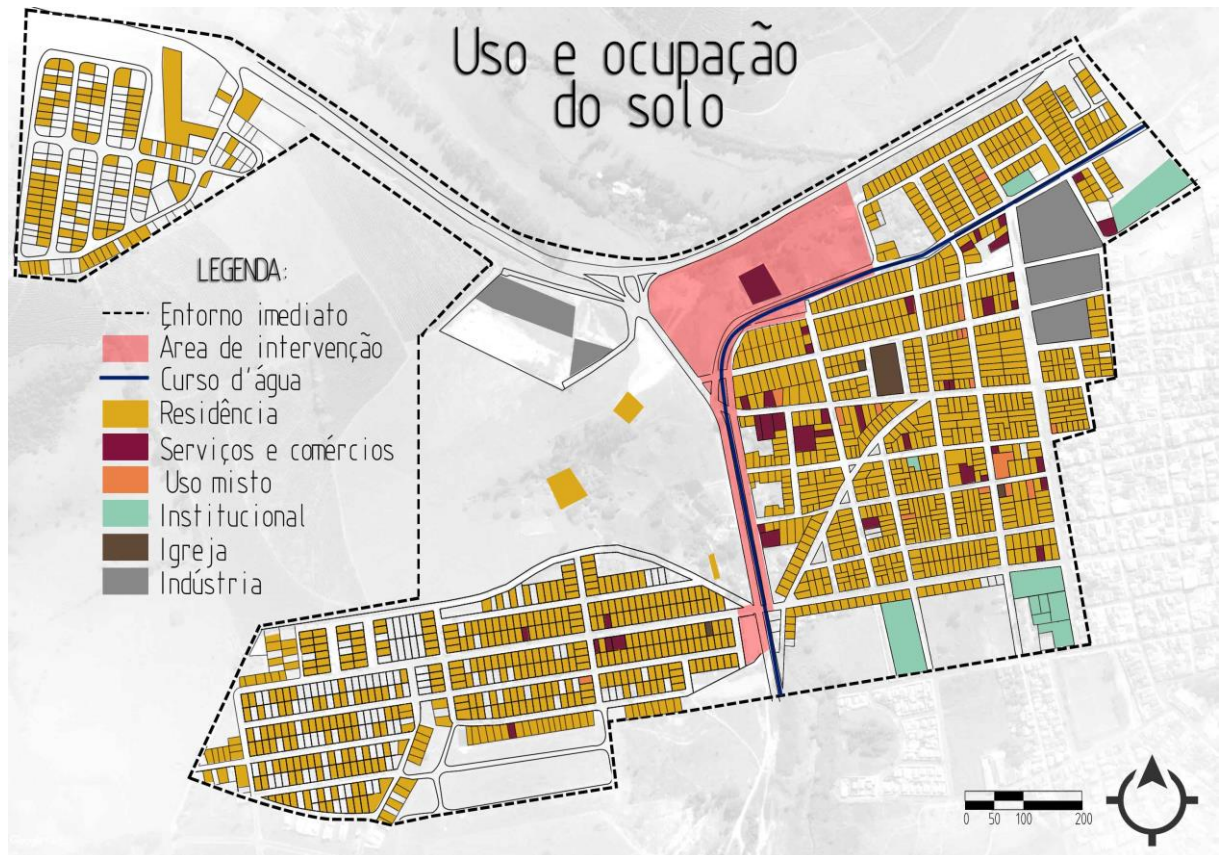 Uso e ocupação
do solo
LEGENDA:
Entorno imediato
Área de intervenção
Curso d'água
Residência
Serviços e comércios
Uso misto
Institucional
Igreja
Indústria
0 50 100 200